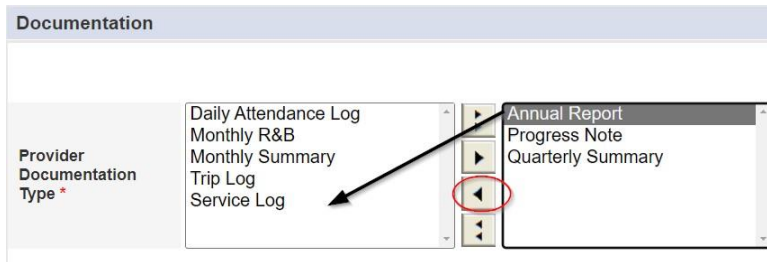 Documentation
Provider
Documentation
Type *
Daily Attendance Log
Monthly R&B
Monthly Summary
Trip Log
Service Log
Annual Report
Progress Note
Quarterly Summary